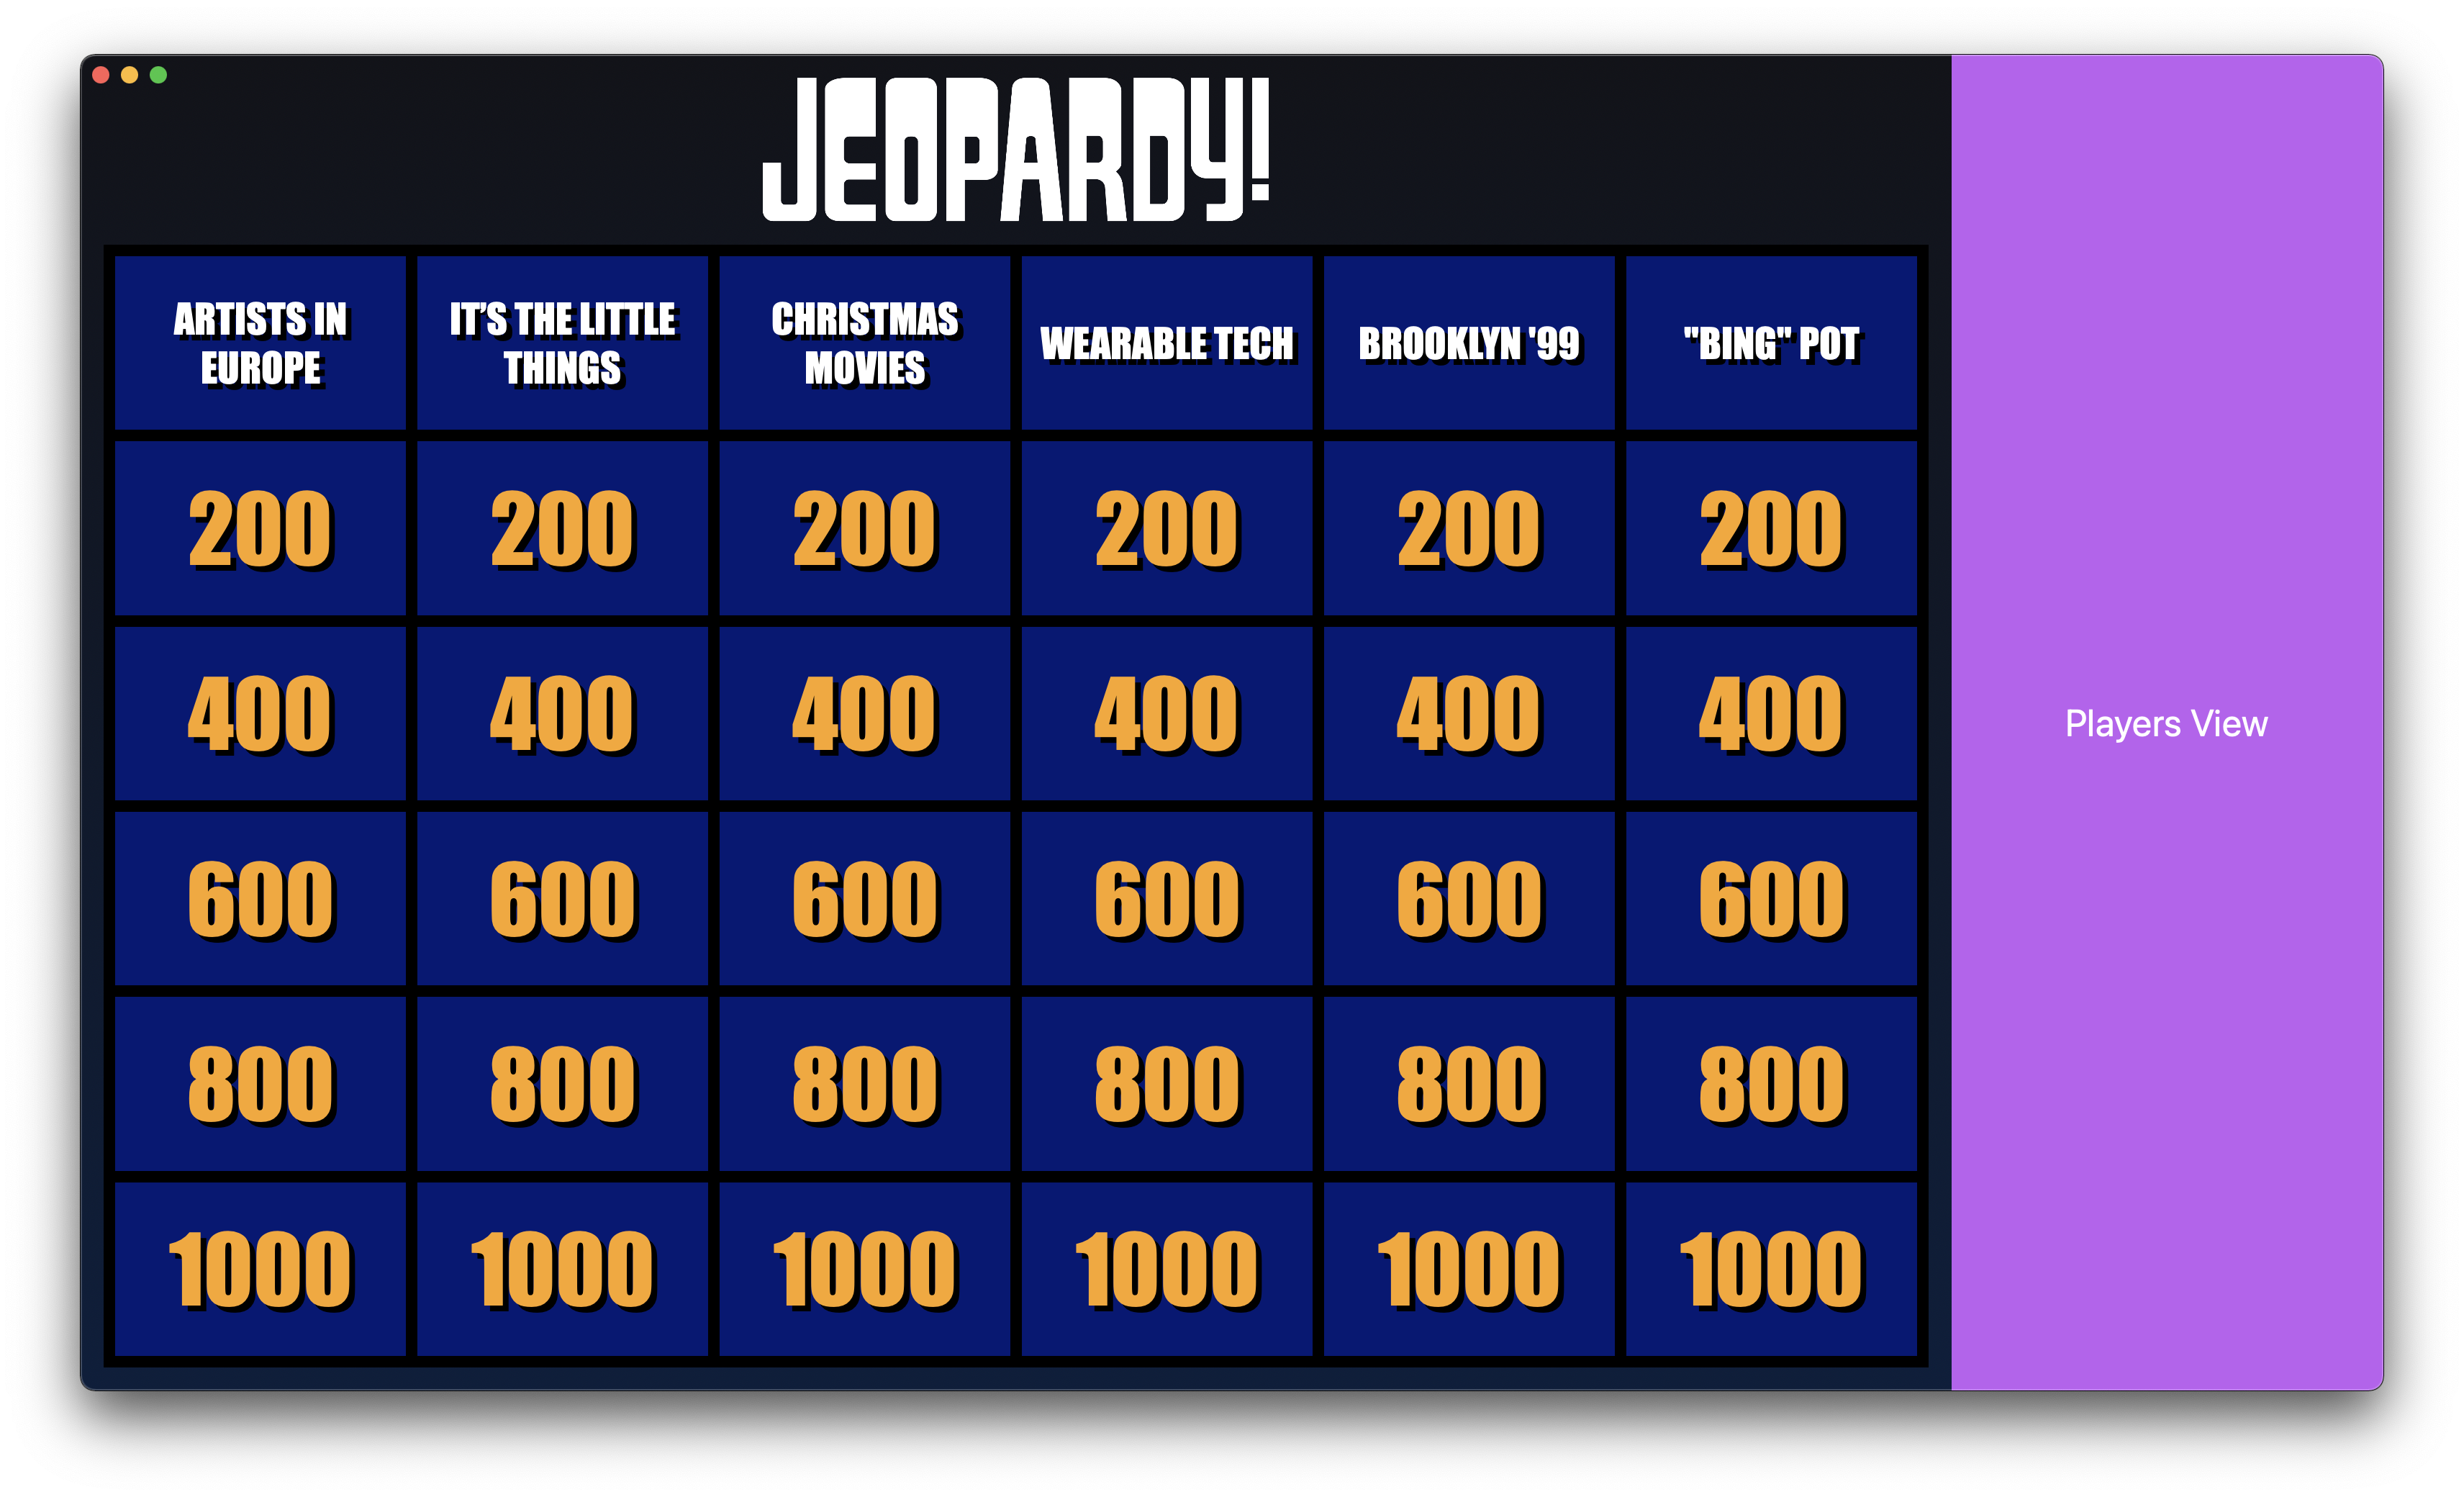 JEOPARDY!
ARTISTS IN
EUROPE
IT’S THE LITTLE
THINGS
CHRISTMAS
MOVIES
WEARABLE TECH
BROOKLYN '99
"BING" POT
200 200 200 200 200 200
400 400 400 400 400 400
600 600 600 600 600 600
800 800 800 800 800 800
1000 1000 1000 1000 1000 1000
Players View